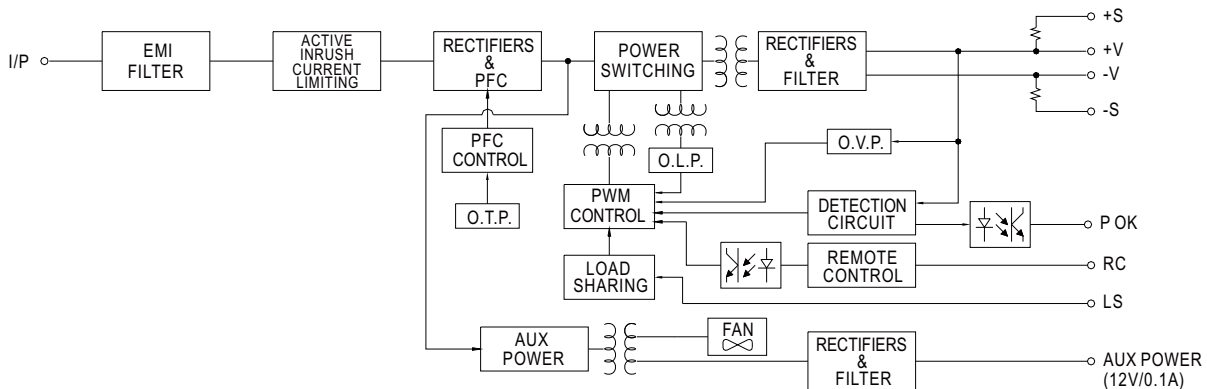 I/P
EMI
FILTER
ACTIVE
INRUSH
CURRENT
LIMITING
RECTIFIERS
&
PFC
POWER
SWITCHING
RECTIFIERS
&
FILTER
+S
+V
-V
-S
PFC
CONTROL
O.L.P.
O.V.P.
O.T.P.
PWM
CONTROL
DETECTION
CIRCUIT
P OK
LOAD
SHARING
REMOTE
CONTROL
RC
LS
AUX
POWER
FAN
RECTIFIERS
&
FILTER
AUX POWER
(12V/0.1A)